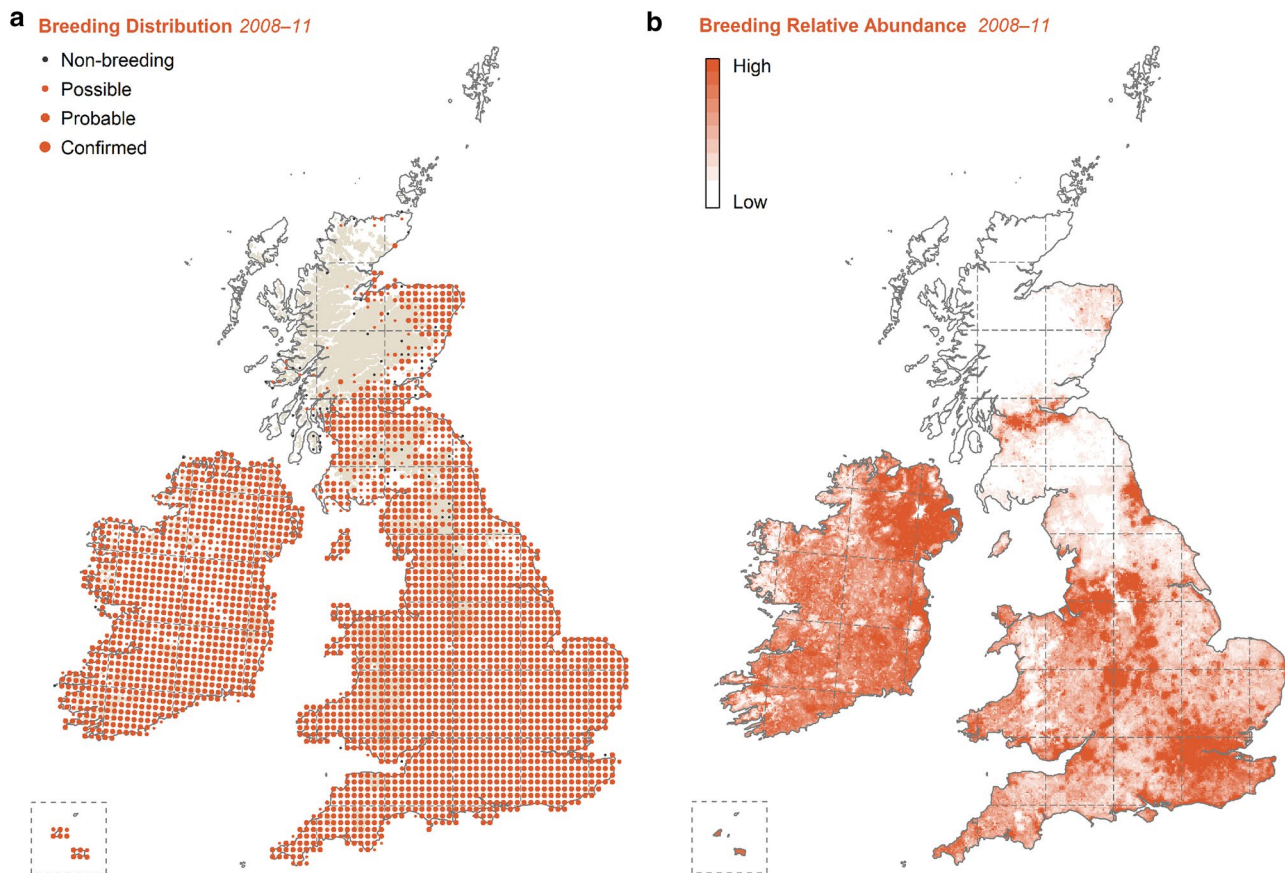 a Breeding Distribution 2008–11
Non-breeding
Possible
Probable
Confirmed
b Breeding Relative Abundance 2008–11
High
Low